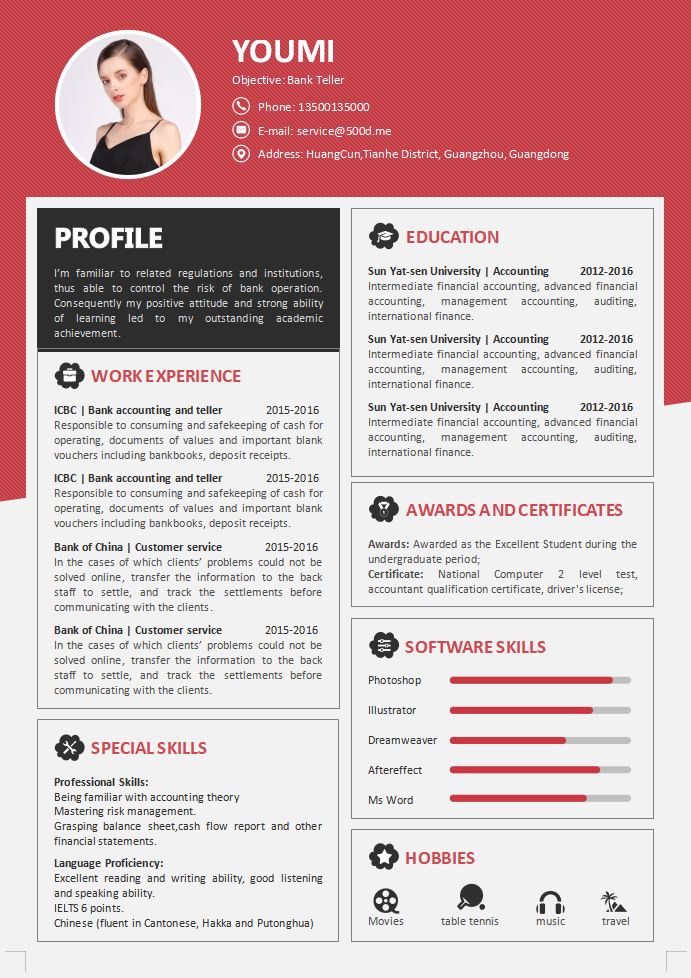 YOUMI
Objective: Bank Teller
Phone: 13500135000
E-mail: service@500d.me
Address: HuangCun,Tianhe District, Guangzhou, Guangdong
PROFILE
I'm familiar to related regulations and institutions,
thus able to control the risk of bank operation.
Consequently my positive attitude and strong ability
of learning led to my outstanding academic
achievement.
WORK EXPERIENCE
ICBC | Bank accounting and teller 2015-2016
Responsible to consuming and safekeeping of cash for
operating, documents of values and important blank
vouchers including bankbooks, deposit receipts.
ICBC | Bank accounting and teller 2015-2016
Responsible to consuming and safekeeping of cash for
operating, documents of values and important blank
vouchers including bankbooks, deposit receipts.
Bank of China | Customer service 2015-2016
In the cases of which clients' problems could not be
solved online, transfer the information to the back
staff to settle, and track the settlements before
communicating with the clients.
Bank of China | Customer service 2015-2016
In the cases of which clients' problems could not be
solved online, transfer the information to the back
staff to settle, and track the settlements before
communicating with the clients.
SPECIAL SKILLS
Professional Skills:
Being familiar with accounting theory
Mastering risk management.
Grasping balance sheet,cash flow report and other
financial statements.
Language Proficiency:
Excellent reading and writing ability, good listening
and speaking ability.
IELTS 6 points.
Chinese (fluent in Cantonese, Hakka and Putonghua)
EDUCATION
Sun Yat-sen University | Accounting 2012-2016
Intermediate financial accounting, advanced financial
accounting, management accounting, auditing,
international finance.
Sun Yat-sen University | Accounting 2012-2016
Intermediate financial accounting, advanced financial
accounting, management accounting, auditing,
international finance.
Sun Yat-sen University | Accounting 2012-2016
Intermediate financial accounting, advanced financial
accounting, management accounting, auditing,
international finance.
AWARDS AND CERTIFICATES
Awards: Awarded as the Excellent Student during the
undergraduate period;
Certificate: National Computer 2 level test,
accountant qualification certificate, driver's license;
SOFTWARE SKILLS
Photoshop
Illustrator
Dreamweaver
Aftereffect
Ms Word
HOBBIES
Movies table tennis music travel